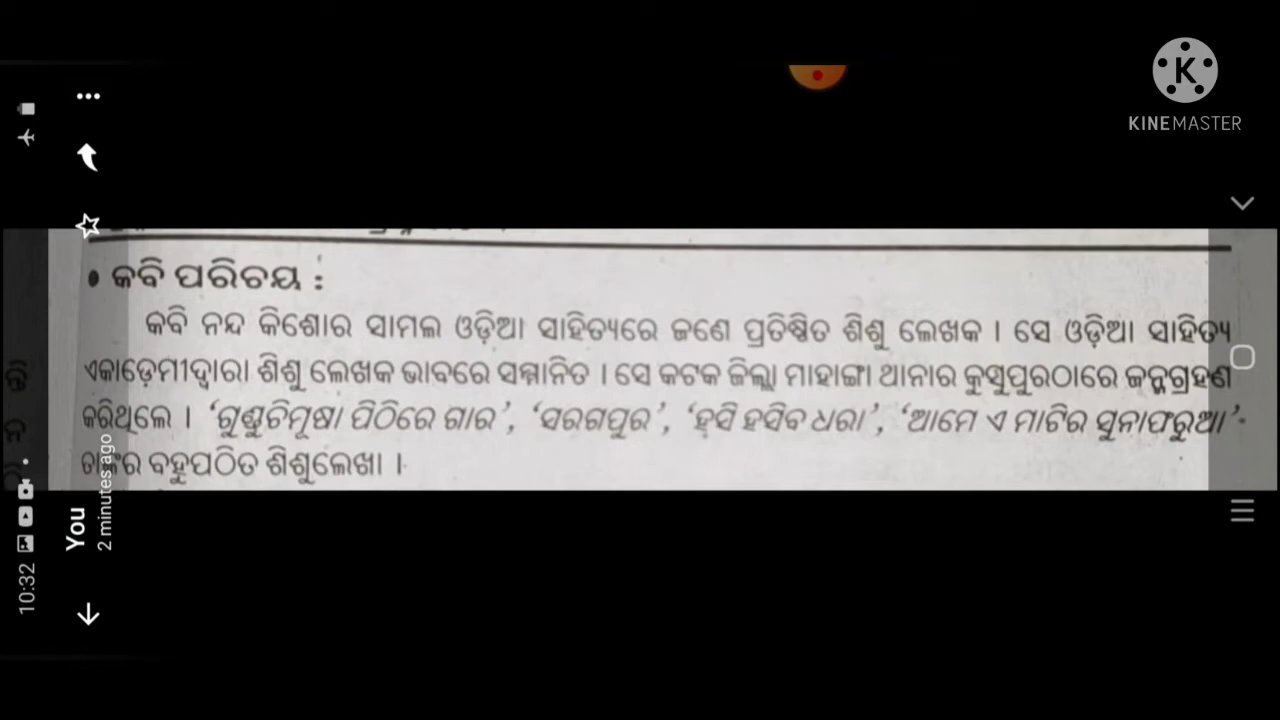 KINEMASTER
• କବି ପରିଚୟ :
କବି ନନ୍ଦ କିଶୋର ସାମଲ ଓଡ଼ିଆ ସାହିତ୍ୟରେ ଜଣେ ପ୍ରତିଷ୍ଠିତ ଶିଶୁ ଲେଖକ । ସେ ଓଡ଼ିଆ ସାହିତ୍ୟ
ଏକାଡ଼େମୀଦ୍ୱାରା ଶିଶୁ ଲେଖକ ଭାବରେ ସମ୍ମାନିତ । ସେ କଟକ ଜିଲ୍ଲା ମାହାଙ୍ଗା ଥାନାର କୁସୁପୁରଠାରେ ଜନ୍ମଗ୍ରହଣ
କରିଥିଲେ । ‘ଗୁଣ୍ଡୁଚିମୂଷା ପିଠିରେ ଗାର’, ‘ସରଗପୁର’, ‘ହସି ହସିବ ଧରା’, ‘ଆମେ ଏ ମାଟିର ସୁନାଫରୁଆ’
ତାଙ୍କର ବହୁପଠିତ ଶିଶୁଲେଖା ।
You
2 minutes ago
10:32